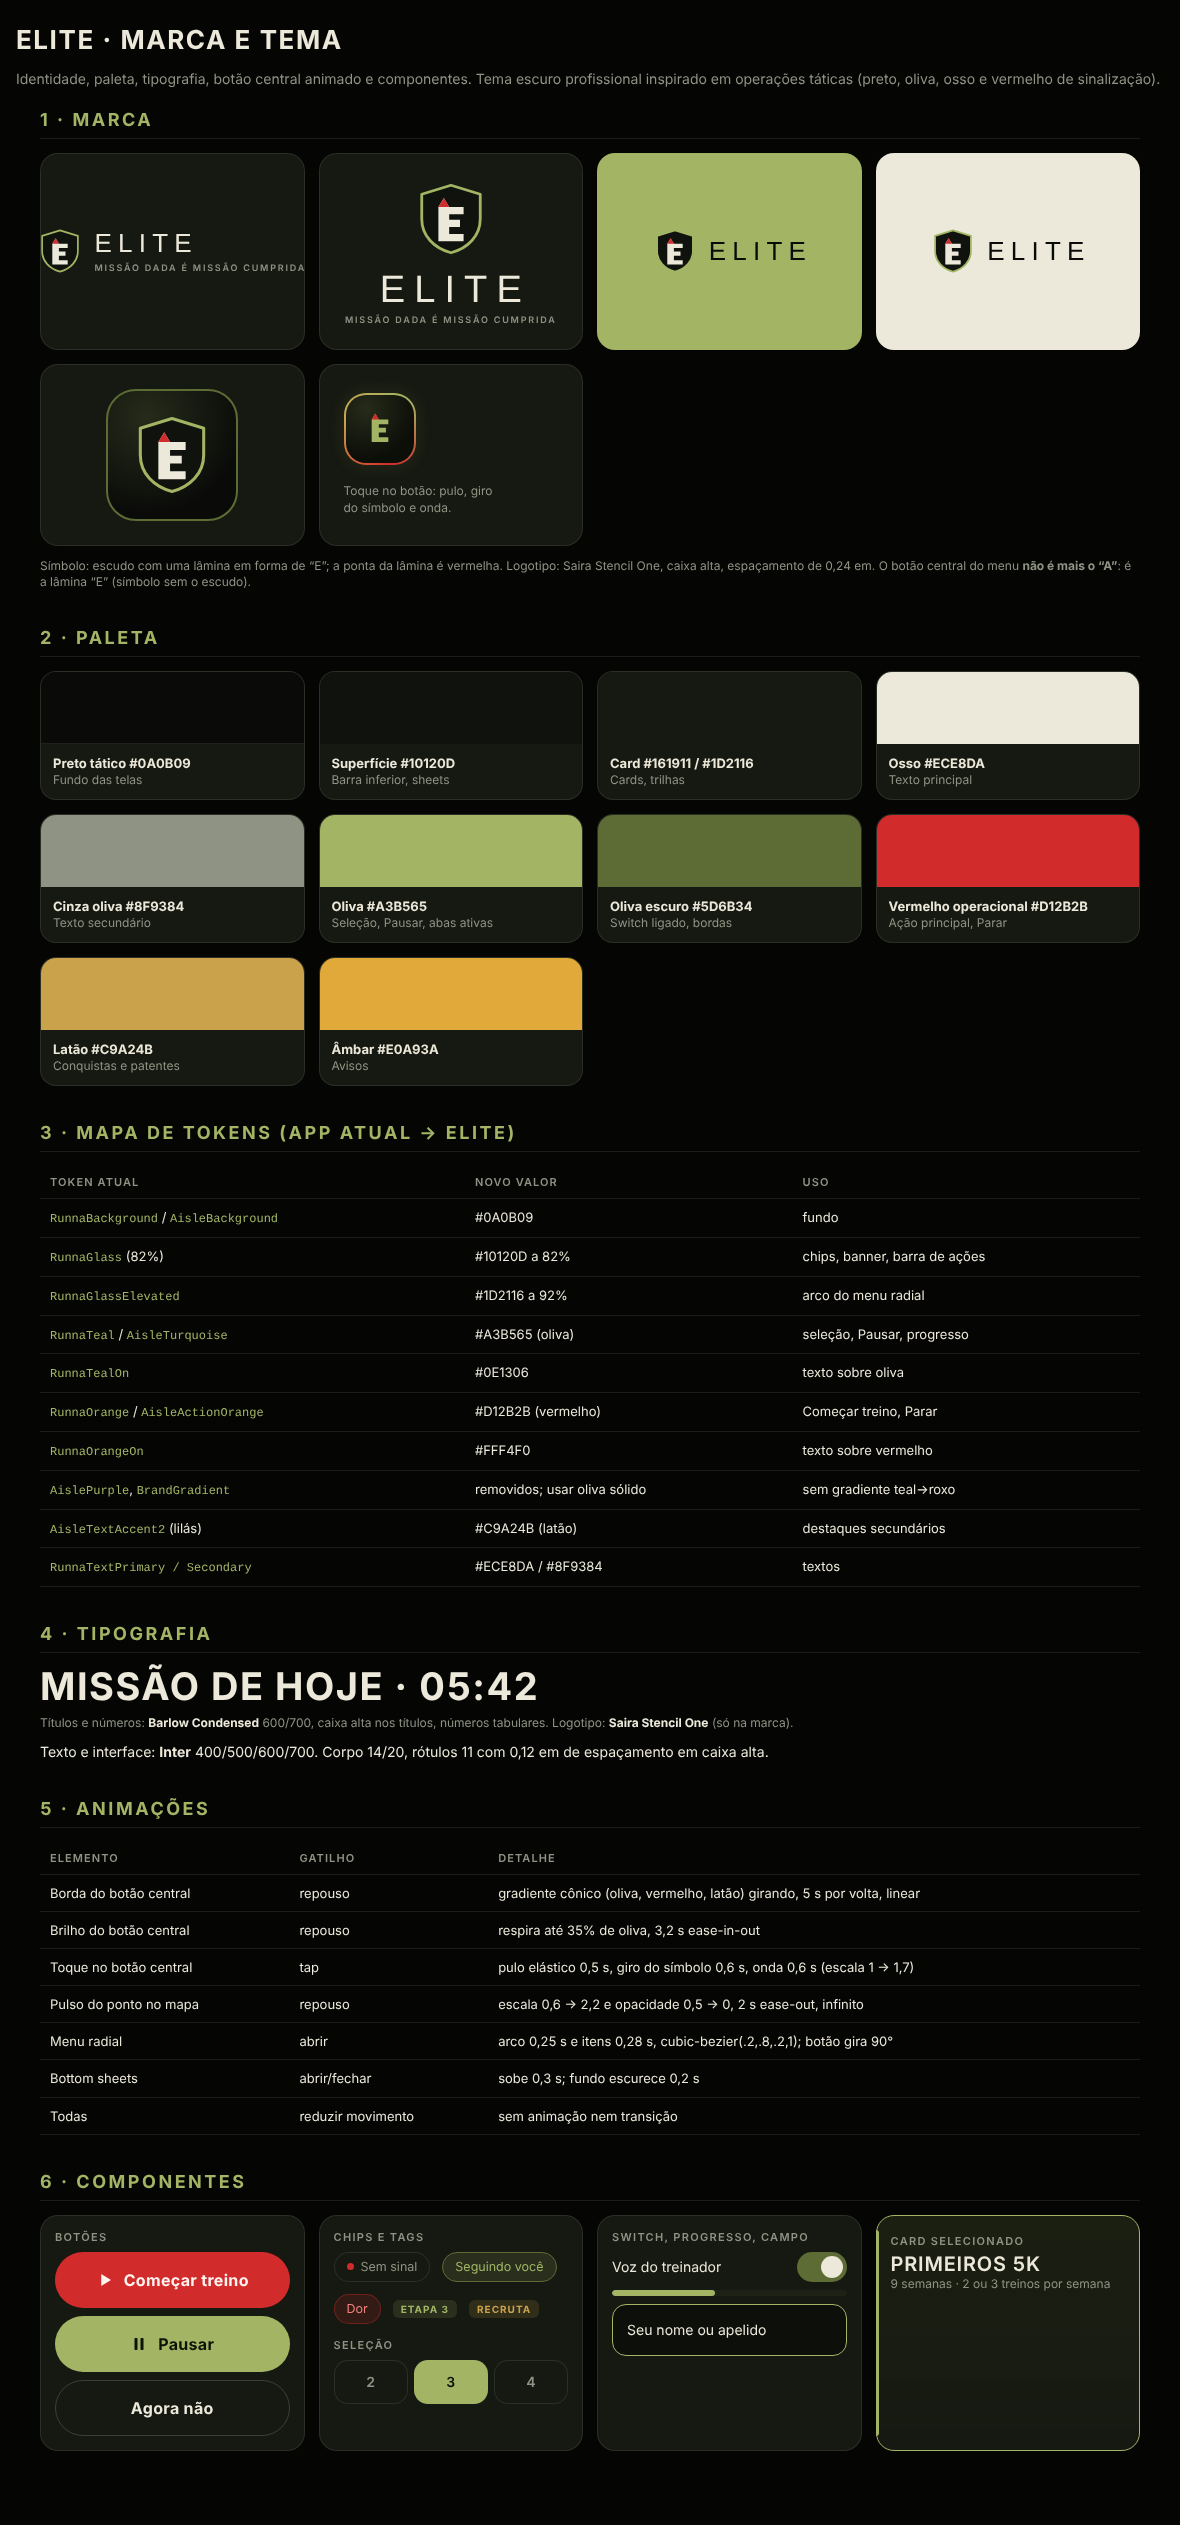 ELITE · MARCA E TEMA
Identidade, paleta, tipografia, botão central animado e componentes. Tema escuro profissional inspirado em operações táticas (preto, oliva, osso e vermelho de sinalização).
1 · MARCA
E ELITE
MISSÃO DADA É MISSÃO CUMPRIDA
E
ELITE
MISSÃO DADA É MISSÃO CUMPRIDA
E ELITE
E ELITE
E
E
Toque no botão: pulo, giro
do símbolo e onda.
Símbolo: escudo com uma lâmina em forma de “E”; a ponta da lâmina é vermelha. Logotipo: Saira Stencil One, caixa alta, espaçamento de 0,24 em. O botão central do menu não é mais o “A”: é
a lâmina “E” (símbolo sem o escudo).
2 · PALETA
Preto tático #0A0B09
Fundo das telas
Superfície #10120D
Barra inferior, sheets
Card #161911 / #1D2116
Cards, trilhas
Osso #ECE8DA
Texto principal
Cinza oliva #8F9384
Texto secundário
Oliva #A3B565
Seleção, Pausar, abas ativas
Oliva escuro #5D6B34
Switch ligado, bordas
Vermelho operacional #D12B2B
Ação principal, Parar
Latão #C9A24B
Conquistas e patentes
Âmbar #E0A93A
Avisos
3 · MAPA DE TOKENS (APP ATUAL → ELITE)
TOKEN ATUAL NOVO VALOR USO
RunnaBackground / AisleBackground #0A0B09 fundo
RunnaGlass (82%) #10120D a 82% chips, banner, barra de ações
RunnaGlassElevated #1D2116 a 92% arco do menu radial
RunnaTeal / AisleTurquoise #A3B565 (oliva) seleção, Pausar, progresso
RunnaTealOn #0E1306 texto sobre oliva
RunnaOrange / AisleActionOrange #D12B2B (vermelho) Começar treino, Parar
RunnaOrangeOn #FFF4F0 texto sobre vermelho
AislePurple, BrandGradient removidos; usar oliva sólido sem gradiente teal→roxo
AisleTextAccent2 (lilás) #C9A24B (latão) destaques secundários
RunnaTextPrimary / Secondary #ECE8DA / #8F9384 textos
4 · TIPOGRAFIA
MISSÃO DE HOJE · 05:42
Títulos e números: Barlow Condensed 600/700, caixa alta nos títulos, números tabulares. Logotipo: Saira Stencil One (só na marca).
Texto e interface: Inter 400/500/600/700. Corpo 14/20, rótulos 11 com 0,12 em de espaçamento em caixa alta.
5 · ANIMAÇÕES
ELEMENTO GATILHO DETALHE
Borda do botão central repouso gradiente cônico (oliva, vermelho, latão) girando, 5 s por volta, linear
Brilho do botão central repouso respira até 35% de oliva, 3,2 s ease-in-out
Toque no botão central tap pulo elástico 0,5 s, giro do símbolo 0,6 s, onda 0,6 s (escala 1 → 1,7)
Pulso do ponto no mapa repouso escala 0,6 → 2,2 e opacidade 0,5 → 0, 2 s ease-out, infinito
Menu radial abrir arco 0,25 s e itens 0,28 s, cubic-bezier(.2,.8,.2,1); botão gira 90°
Bottom sheets abrir/fechar sobe 0,3 s; fundo escurece 0,2 s
Todas reduzir movimento sem animação nem transição
6 · COMPONENTES
BOTÕES
Começar treino
Pausar
Agora não
CHIPS E TAGS
Sem sinal Seguindo você
Dor ETAPA 3 RECRUTA
SELEÇÃO
2 3 4
SWITCH, PROGRESSO, CAMPO
Voz do treinador
Seu nome ou apelido
CARD SELECIONADO
PRIMEIROS 5K
9 semanas · 2 ou 3 treinos por semana